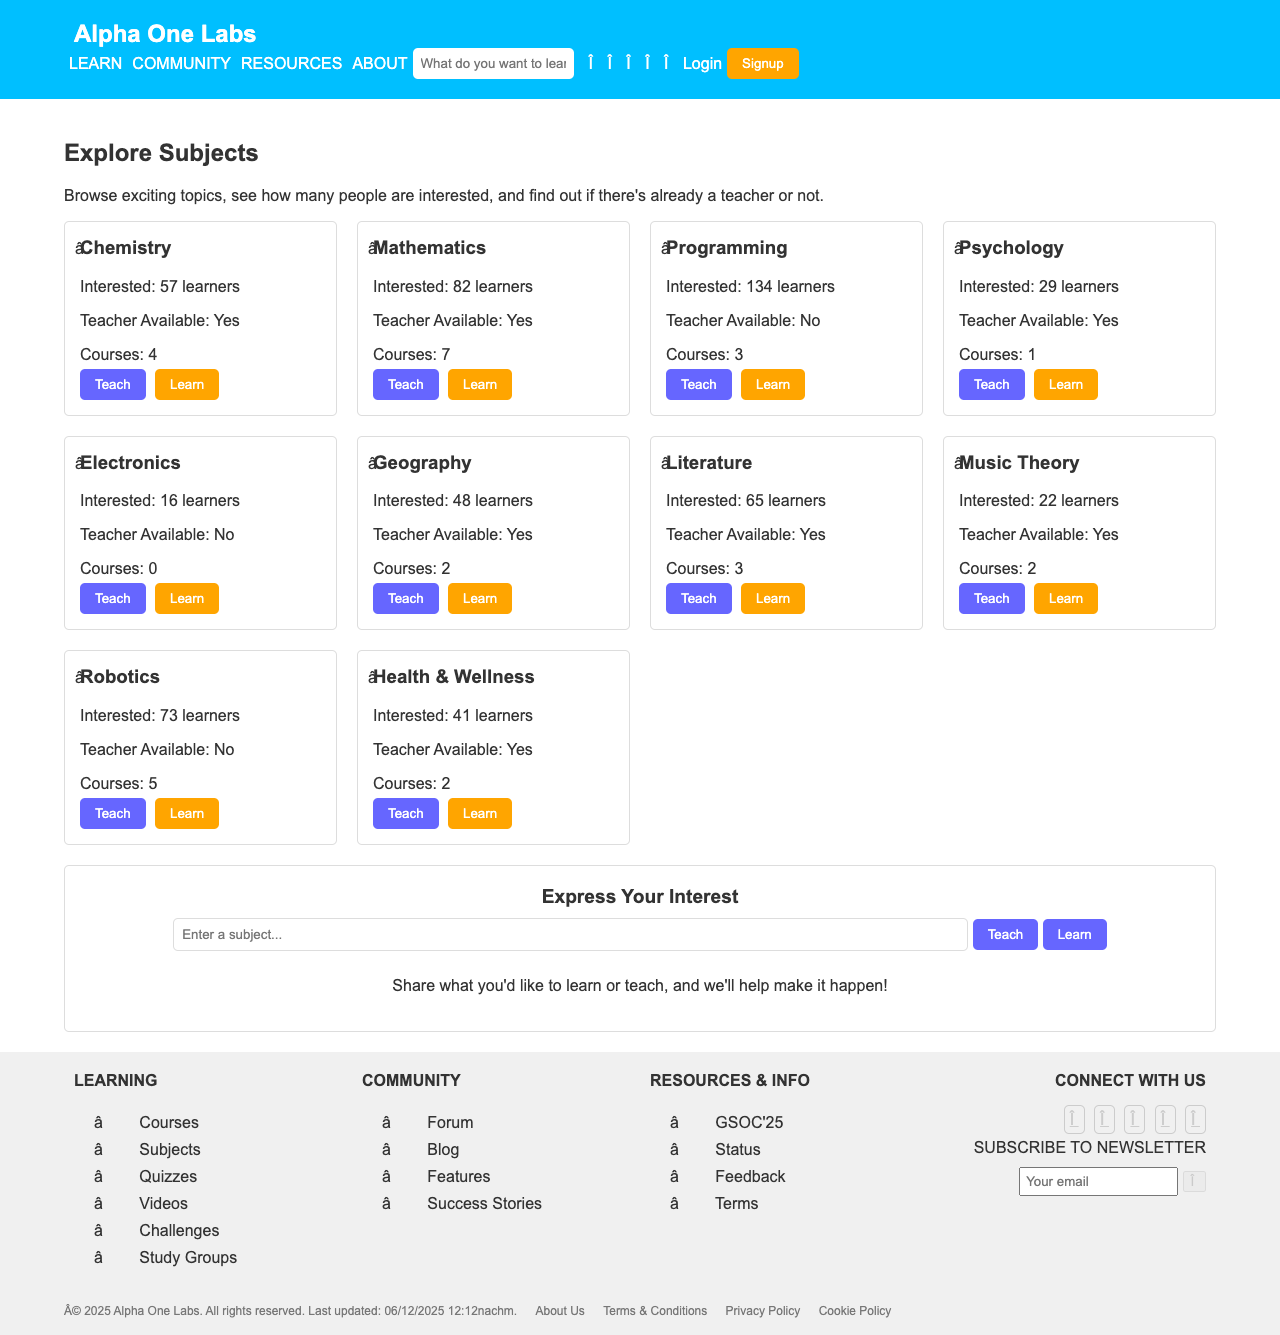 Alpha One Labs
LEARN COMMUNITY RESOURCES ABOUT What do you want to lear Î Î Î Î Î Login Signup
Explore Subjects
Browse exciting topics, see how many people are interested, and find out if there's already a teacher or not.
â Chemistry
Interested: 57 learners
Teacher Available: Yes
Courses: 4
Teach Learn
â Mathematics
Interested: 82 learners
Teacher Available: Yes
Courses: 7
Teach Learn
â Programming
Interested: 134 learners
Teacher Available: No
Courses: 3
Teach Learn
â Psychology
Interested: 29 learners
Teacher Available: Yes
Courses: 1
Teach Learn
â Electronics
Interested: 16 learners
Teacher Available: No
Courses: 0
Teach Learn
â Geography
Interested: 48 learners
Teacher Available: Yes
Courses: 2
Teach Learn
â Literature
Interested: 65 learners
Teacher Available: Yes
Courses: 3
Teach Learn
â Music Theory
Interested: 22 learners
Teacher Available: Yes
Courses: 2
Teach Learn
â Robotics
Interested: 73 learners
Teacher Available: No
Courses: 5
Teach Learn
â Health & Wellness
Interested: 41 learners
Teacher Available: Yes
Courses: 2
Teach Learn
Express Your Interest
Enter a subject... Teach Learn
Share what you'd like to learn or teach, and we'll help make it happen!
LEARNING
â Courses
â Subjects
â Quizzes
â Videos
â Challenges
â Study Groups
COMMUNITY
â Forum
â Blog
â Features
â Success Stories
RESOURCES & INFO
â GSOC'25
â Status
â Feedback
â Terms
CONNECT WITH US
Î Î Î Î Î
SUBSCRIBE TO NEWSLETTER
Your email Î
Â© 2025 Alpha One Labs. All rights reserved. Last updated: 06/12/2025 12:12nachm. About Us Terms & Conditions Privacy Policy Cookie Policy